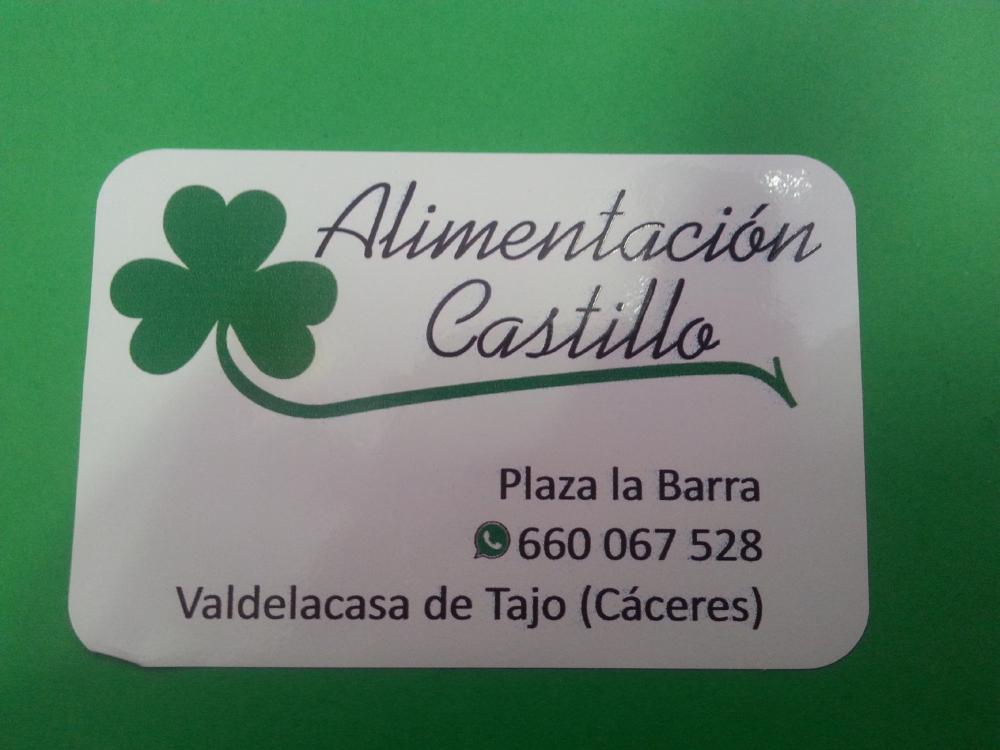 Alimentación
Castillo
Plaza la Barra
660 067 528
Valdelacasa de Tajo (Cáceres)